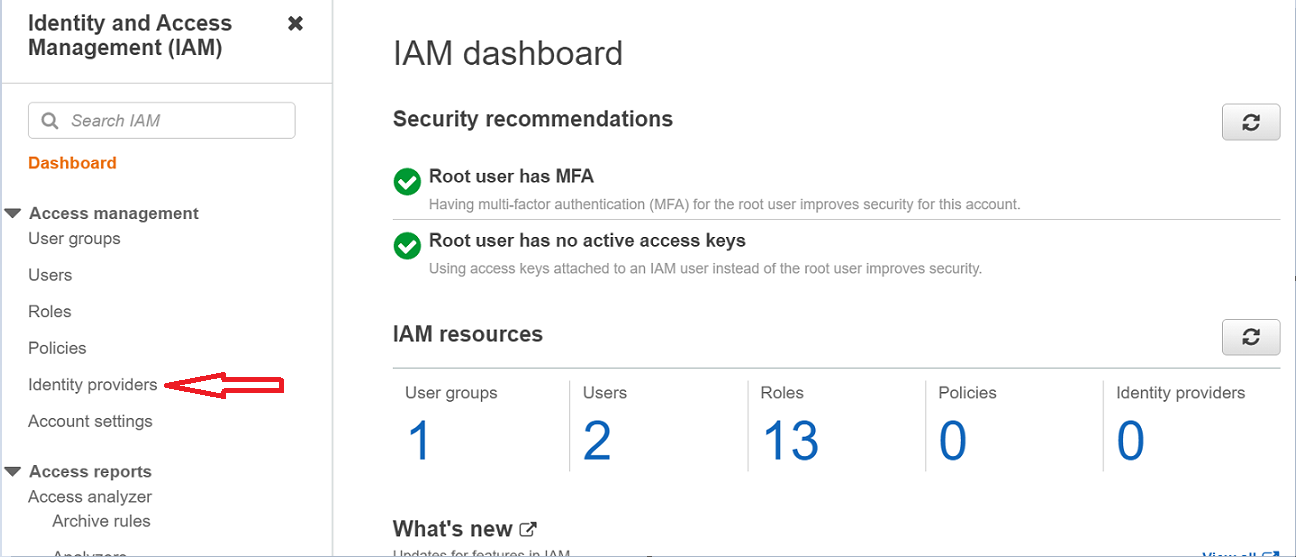 Identity and Access
Management (IAM)
Search IAM
Dashboard
Access management
User groups
Users
Roles
Policies
Identity providers
Account settings
Access reports
Access analyzer
Archive rules
Analyzers
IAM dashboard
Security recommendations
Root user has MFA
Having multi-factor authentication (MFA) for the root user improves security for this account.
Root user has no active access keys
Using access keys attached to an IAM user instead of the root user improves security.
IAM resources
User groups
1
Users
2
Roles
13
Policies
0
Identity providers
0
What's new
Updates for features in IAM
View all